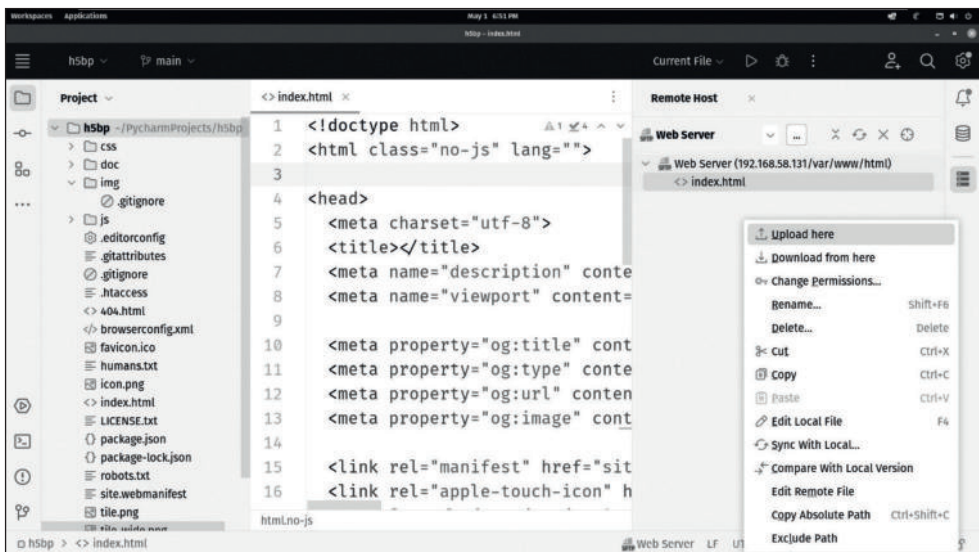 Workspaces Applications
May 1 6:51 PM
h5bp – index.html
h5bp
main
Current File
Project
h5bp ~/PycharmProjects/h5bp
css
doc
img
.gitignore
js
.editorconfig
.gitattributes
.gitignore
.htaccess
404.html
browserconfig.xml
favicon.ico
humans.txt
icon.png
index.html
LICENSE.txt
package.json
package-lock.json
robots.txt
site.webmanifest
tile.png
tile-wide.png
<> index.html
1 4
1 <!doctype html>
2 <html class="no-js" lang="">
3
4 <head>
5 <meta charset="utf-8">
6 <title></title>
7 <meta name="description" conte
8 <meta name="viewport" content=
9
10 <meta property="og:title" cont
11 <meta property="og:type" conte
12 <meta property="og:url" conten
13 <meta property="og:image" cont
14
15 <link rel="manifest" href="sit
16 <link rel="apple-touch-icon" h
html.no-js
Remote Host
Web Server
...
Web Server (192.168.58.131/var/www/html)
<> index.html
Upload here
Download from here
Change Permissions...
Rename... Shift+F6
Delete... Delete
Cut Ctrl+X
Copy Ctrl+C
Paste Ctrl+V
Edit Local File F4
Sync With Local...
Compare With Local Version
Edit Remote File
Copy Absolute Path Ctrl+Shift+C
Exclude Path
h5bp > <> index.html
Web Server LF